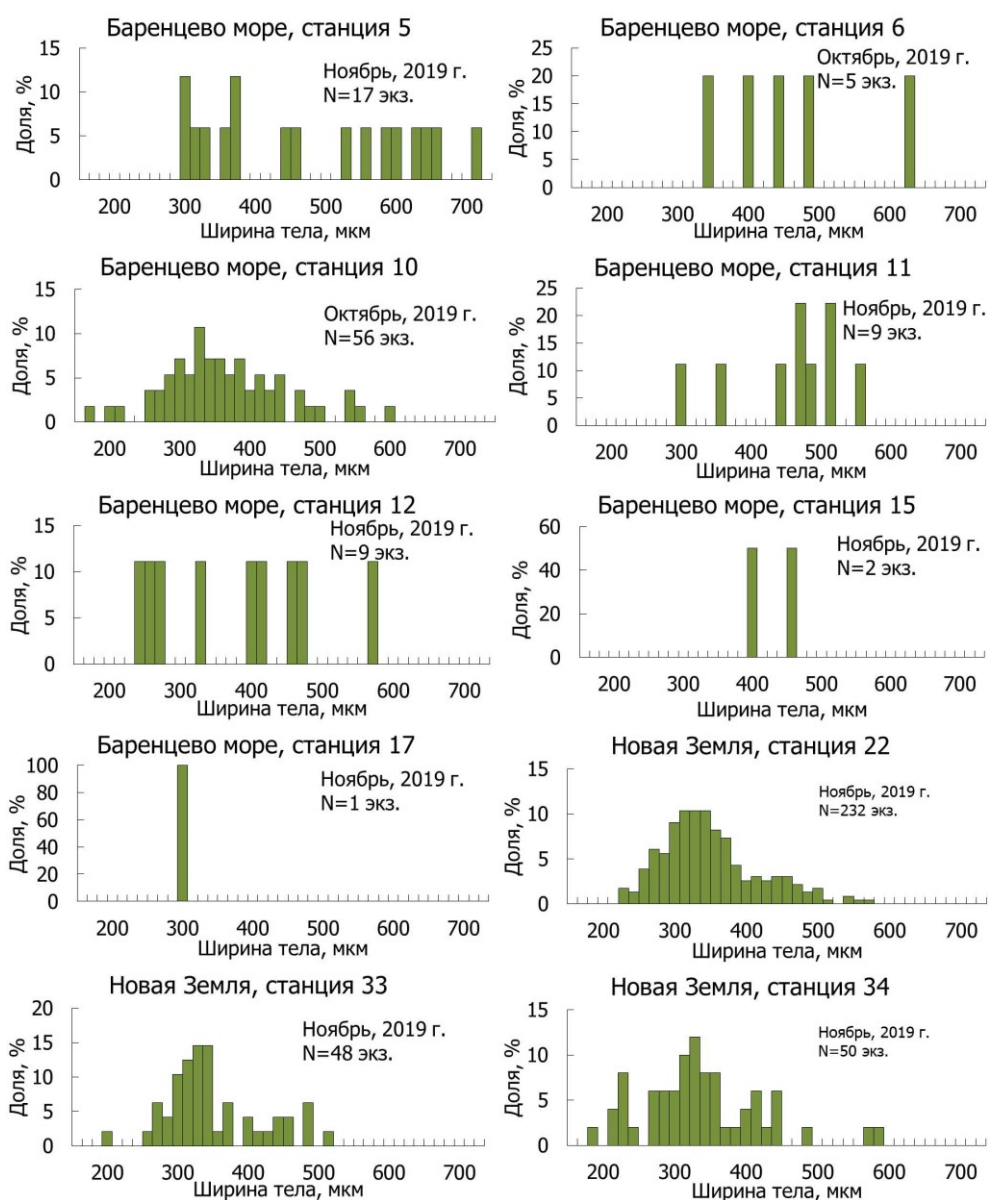 Баренцево море, станция 5
Ноябрь, 2019 г.
N=17 экз.
Доля, %
15
10
5
0
200 300 400 500 600 700
Ширина тела, мкм
Баренцево море, станция 6
Октябрь, 2019 г.
N=5 экз.
Доля, %
25
20
15
10
5
0
200 300 400 500 600 700
Ширина тела, мкм
Баренцево море, станция 10
Октябрь, 2019 г.
N=56 экз.
Доля, %
15
10
5
0
200 300 400 500 600 700
Ширина тела, мкм
Баренцево море, станция 11
Ноябрь, 2019 г.
N=9 экз.
Доля, %
25
20
15
10
5
0
200 300 400 500 600 700
Ширина тела, мкм
Баренцево море, станция 12
Ноябрь, 2019 г.
N=9 экз.
Доля, %
15
10
5
0
200 300 400 500 600 700
Ширина тела, мкм
Баренцево море, станция 15
Ноябрь, 2019 г.
N=2 экз.
Доля, %
60
40
20
0
200 300 400 500 600 700
Ширина тела, мкм
Баренцево море, станция 17
Ноябрь, 2019 г.
N=1 экз.
Доля, %
100
80
60
40
20
0
200 300 400 500 600 700
Ширина тела, мкм
Новая Земля, станция 22
Ноябрь, 2019 г.
N=232 экз.
Доля, %
15
10
5
0
200 300 400 500 600 700
Ширина тела, мкм
Новая Земля, станция 33
Ноябрь, 2019 г.
N=48 экз.
Доля, %
20
15
10
5
0
200 300 400 500 600 700
Ширина тела, мкм
Новая Земля, станция 34
Ноябрь, 2019 г.
N=50 экз.
Доля, %
15
10
5
0
200 300 400 500 600 700
Ширина тела, мкм